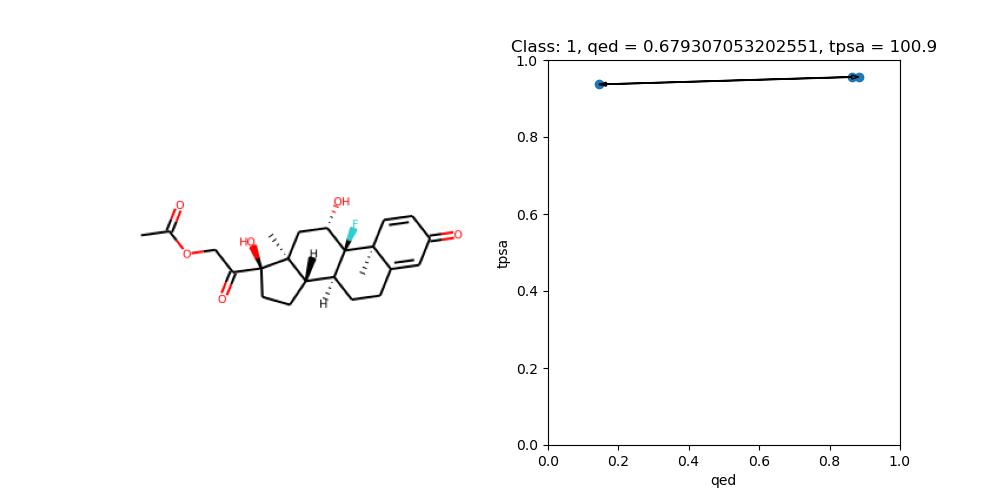 Class: 1, qed = 0.679307053202551, tpsa = 100.9
O
O
O
HO
H
H
OH
F
O
1.0
0.8
0.6
0.4
0.2
0.0
tpsa
0.0 0.2 0.4 0.6 0.8 1.0
qed